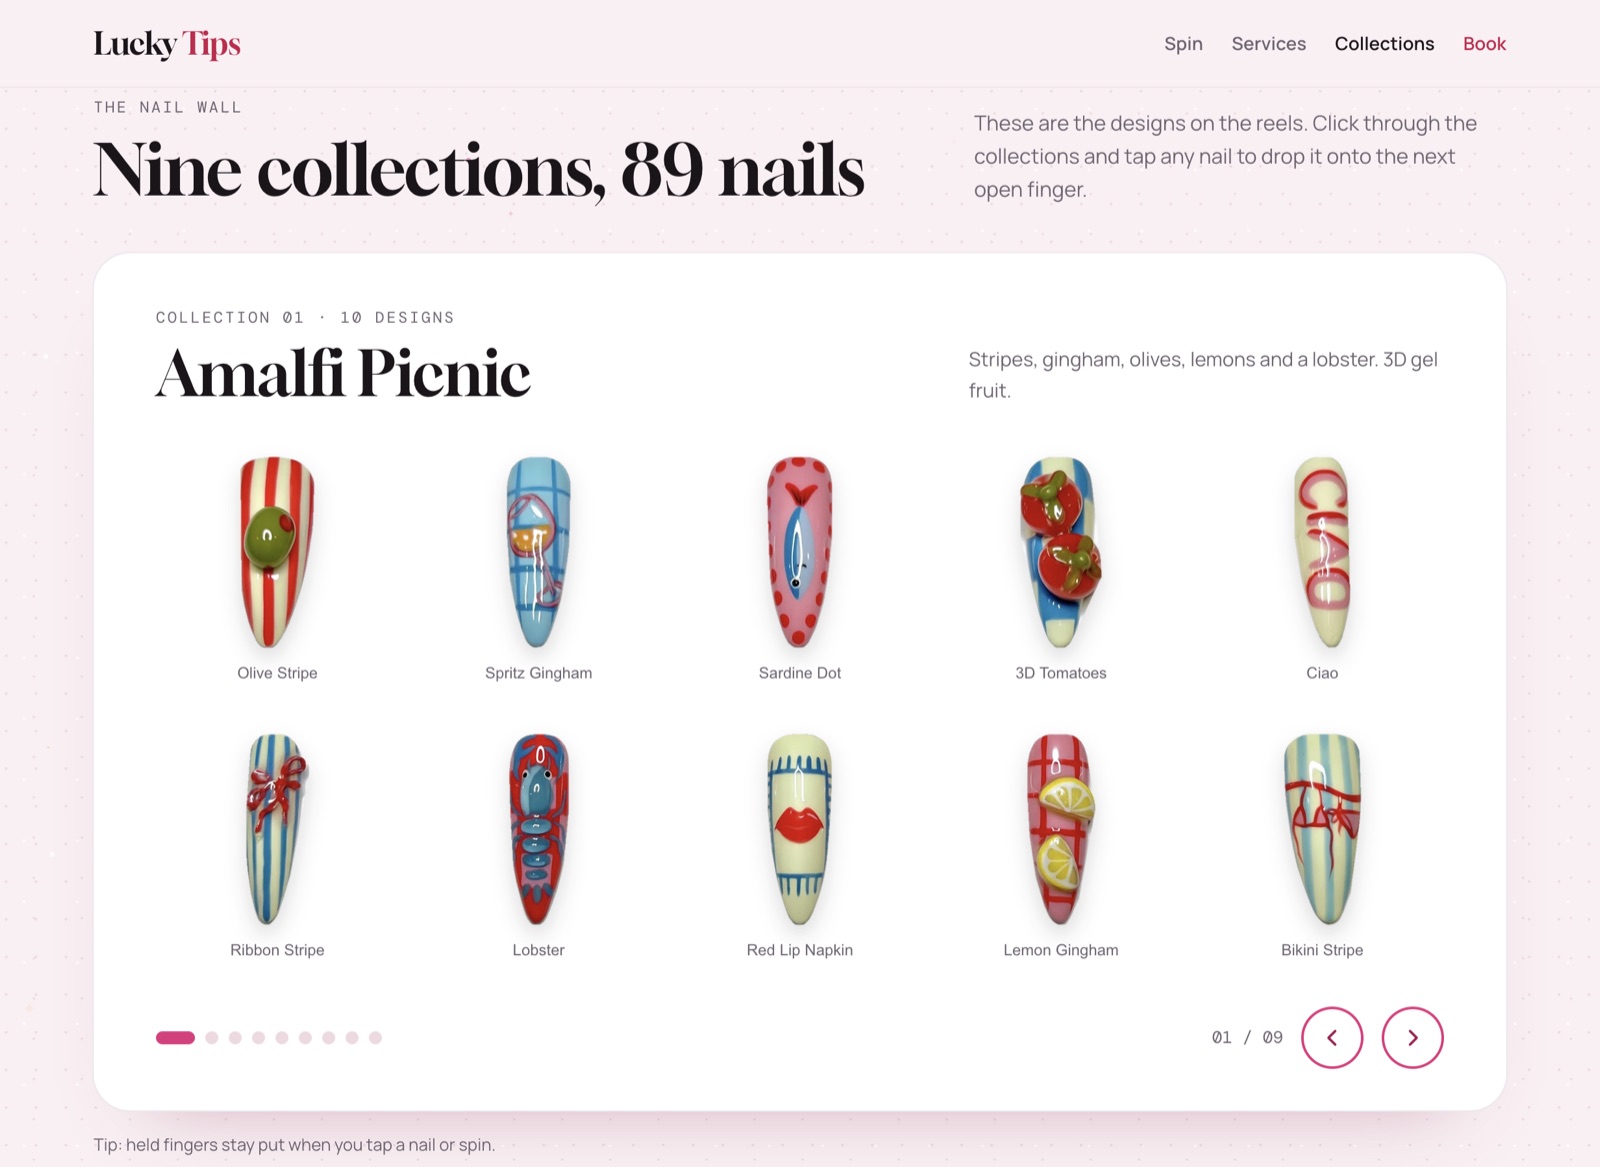 Lucky Tips
Spin
Services
Collections
Book
THE NAIL WALL
Nine collections, 89 nails
These are the designs on the reels. Click through the
collections and tap any nail to drop it onto the next
open finger.
COLLECTION 01 · 10 DESIGNS
Amalfi Picnic
Stripes, gingham, olives, lemons and a lobster. 3D gel
fruit.
CIAO
Olive Stripe
Spritz Gingham
Sardine Dot
3D Tomatoes
Ciao
Ribbon Stripe
Lobster
Red Lip Napkin
Lemon Gingham
Bikini Stripe
01 / 09
Tip: held fingers stay put when you tap a nail or spin.